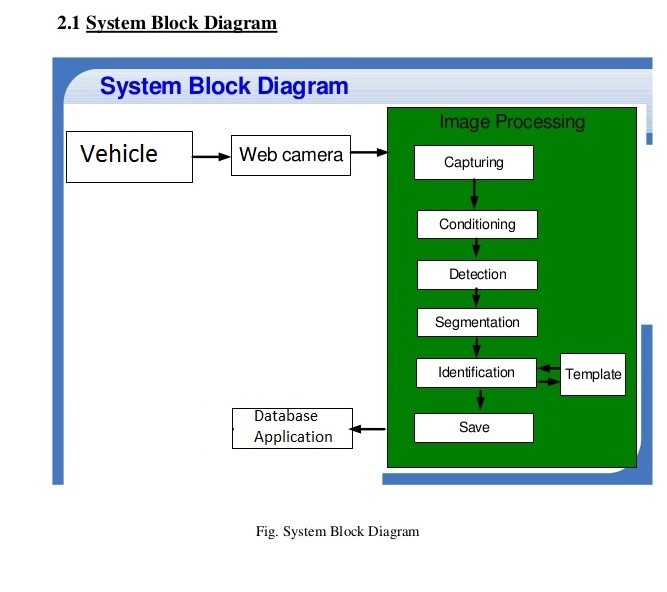 2.1 System Block Diagram
System Block Diagram
Image Processing
Vehicle
Web camera
Capturing
Conditioning
Detection
Segmentation
Identification
Template
Save
Database
Application
Fig. System Block Diagram